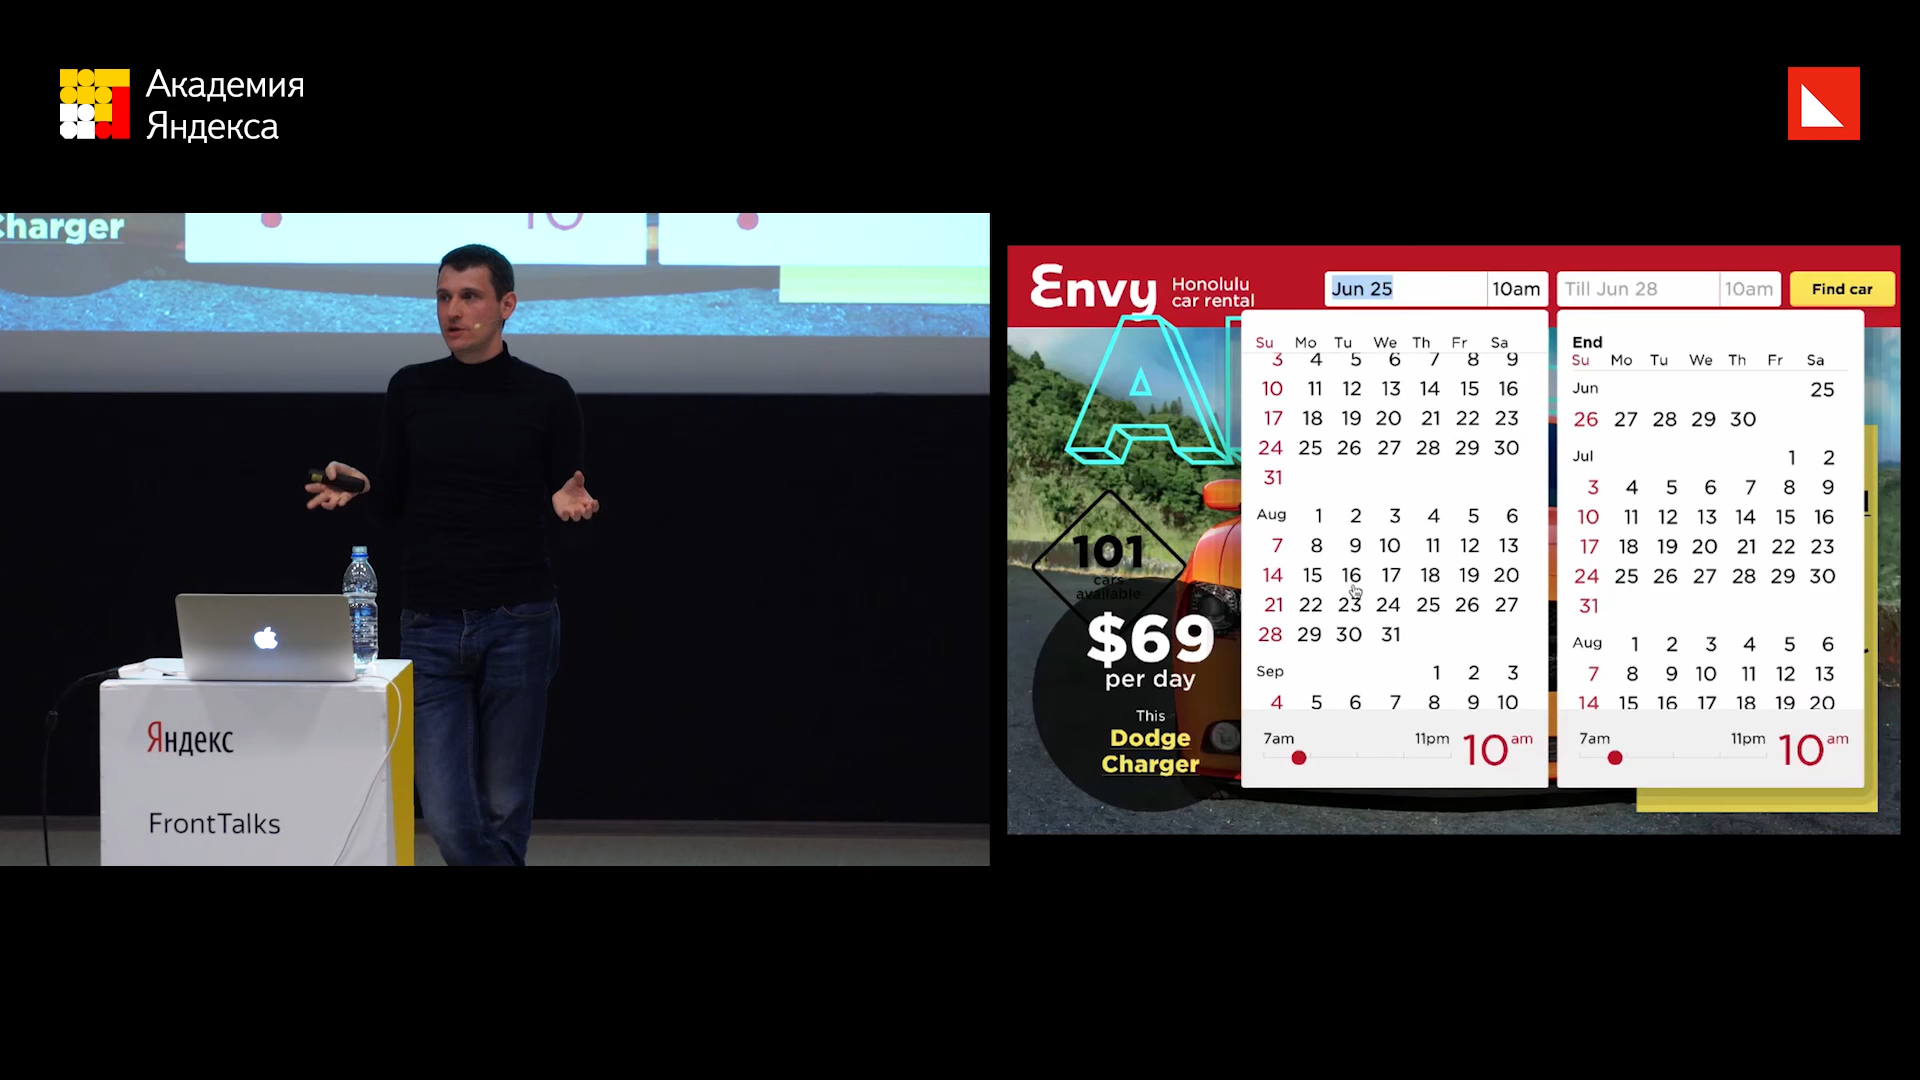 Академия
Яндекса
Charger
10
Яндекс
FrontTalks
Envy
Honolulu
car rental
Jun 25
10am
Till Jun 28
10am
Find car
101
cars
available
$69
per day
This
Dodge
Charger
Su Mo Tu We Th Fr Sa
3 4 5 6 7 8 9
10 11 12 13 14 15 16
17 18 19 20 21 22 23
24 25 26 27 28 29 30
31
Aug 1 2 3 4 5 6
7 8 9 10 11 12 13
14 15 16 17 18 19 20
21 22 23 24 25 26 27
28 29 30 31
Sep 1 2 3
4 5 6 7 8 9 10
7am 11pm 10 am
End
Su Mo Tu We Th Fr Sa
Jun 25
26 27 28 29 30
Jul 1 2
3 4 5 6 7 8 9
10 11 12 13 14 15 16
17 18 19 20 21 22 23
24 25 26 27 28 29 30
31
Aug 1 2 3 4 5 6
7 8 9 10 11 12 13
14 15 16 17 18 19 20
7am 11pm 10 am